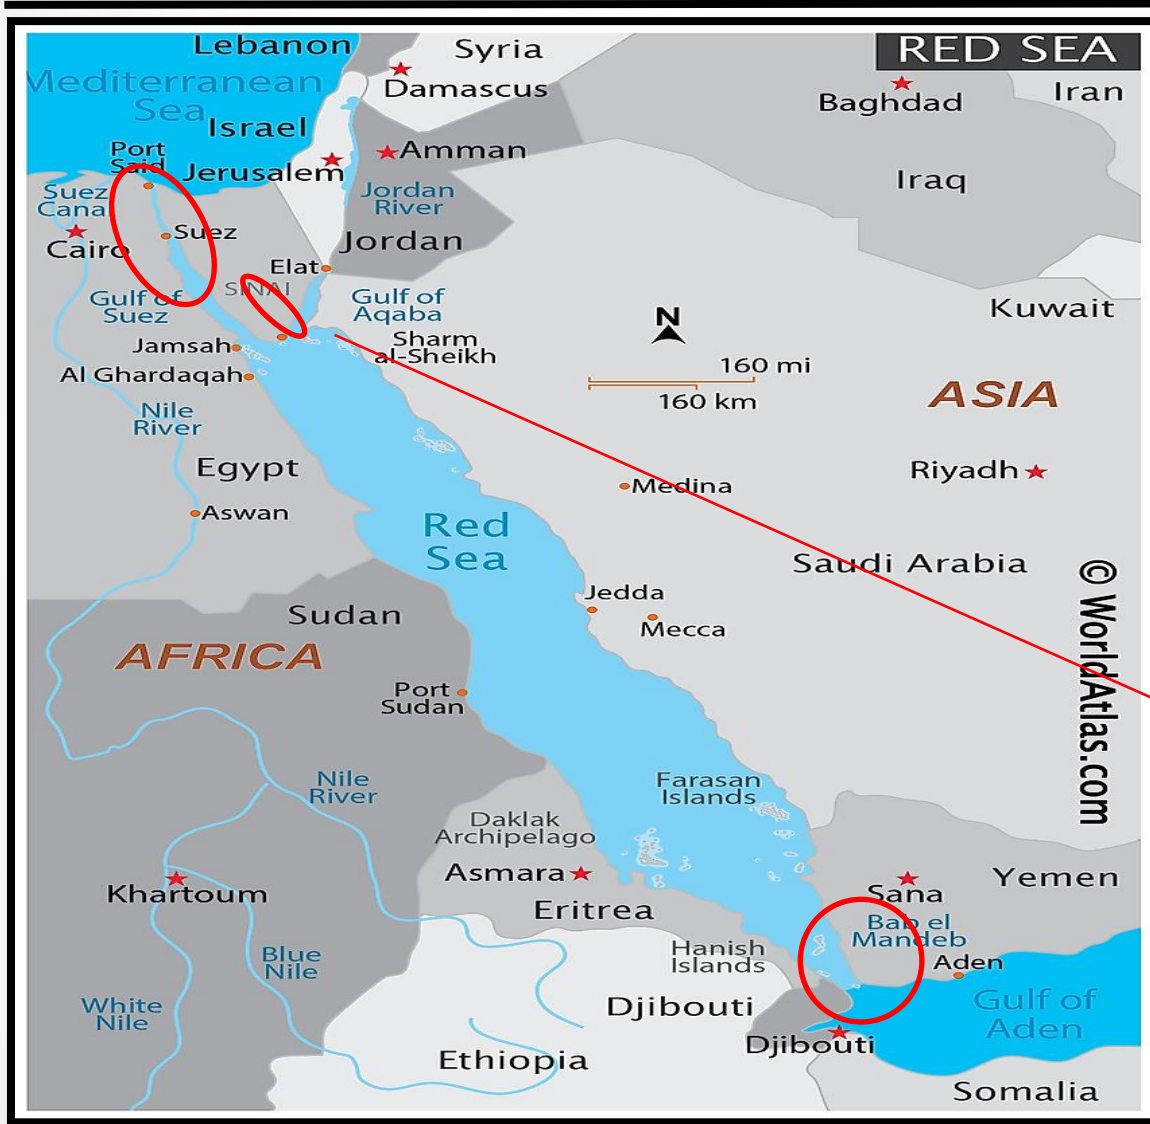 RED SEA
Lebanon
Syria
Mediterranean
Sea
Damascus
Baghdad
Iran
Israel
Port
Said
Jerusalem
Amman
Iraq
Suez
Canal
Jordan
River
Cairo
Suez
Jordan
Elat
SINAI
Gulf of
Suez
Gulf of
Aqaba
Kuwait
N
Jamsah
Sharm
al-Sheikh
160 mi
Al Ghardaqah
160 km
ASIA
Nile
River
Egypt
Medina
Riyadh
Aswan
Red
Sea
Saudi Arabia
© WorldAtlas.com
Jedda
Sudan
Mecca
AFRICA
Port
Sudan
Nile
River
Farasan
Islands
Daklak
Archipelago
Asmara
Khartoum
Sana
Yemen
Eritrea
Bab el
Mandeb
Blue
Nile
Hanish
Islands
Aden
White
Nile
Djibouti
Gulf of
Aden
Djibouti
Ethiopia
Somalia